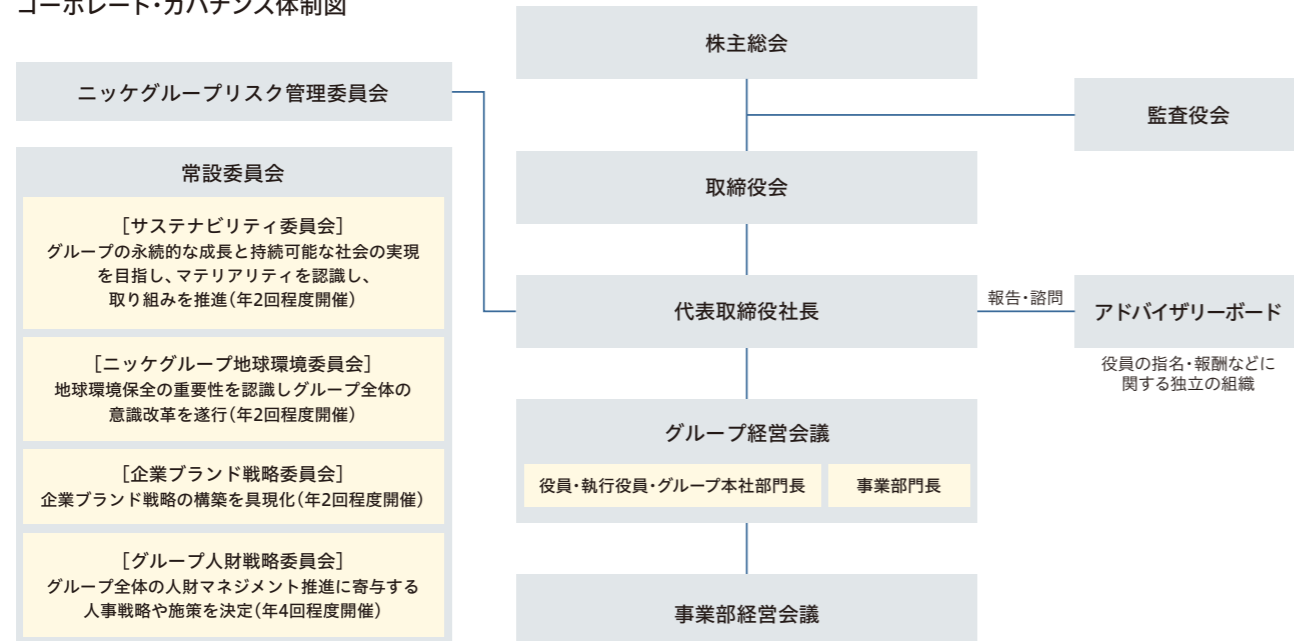 コーポレート・ガバナンス体制図
株主総会
ニッケグループリスク管理委員会
監査役会
常設委員会
［サステナビリティ委員会］
グループの永続的な成長と持続可能な社会の実現
を目指し、マテリアリティを認識し、
取り組みを推進（年2回程度開催）
［ニッケグループ地球環境委員会］
地球環境保全の重要性を認識しグループ全体の
意識改革を遂行（年2回程度開催）
［企業ブランド戦略委員会］
企業ブランド戦略の構築を具現化（年2回程度開催）
［グループ人財戦略委員会］
グループ全体の人財マネジメント推進に寄与する
人事戦略や施策を決定（年4回程度開催）
取締役会
代表取締役社長
報告・諮問
アドバイザリーボード
役員の指名・報酬などに
関する独立の組織
グループ経営会議
役員・執行役員・グループ本社部門長
事業部門長
事業部経営会議